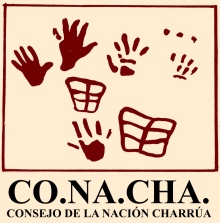 CO.NA.CHA.
CONSEJO DE LA NACIÓN CHARRÚA